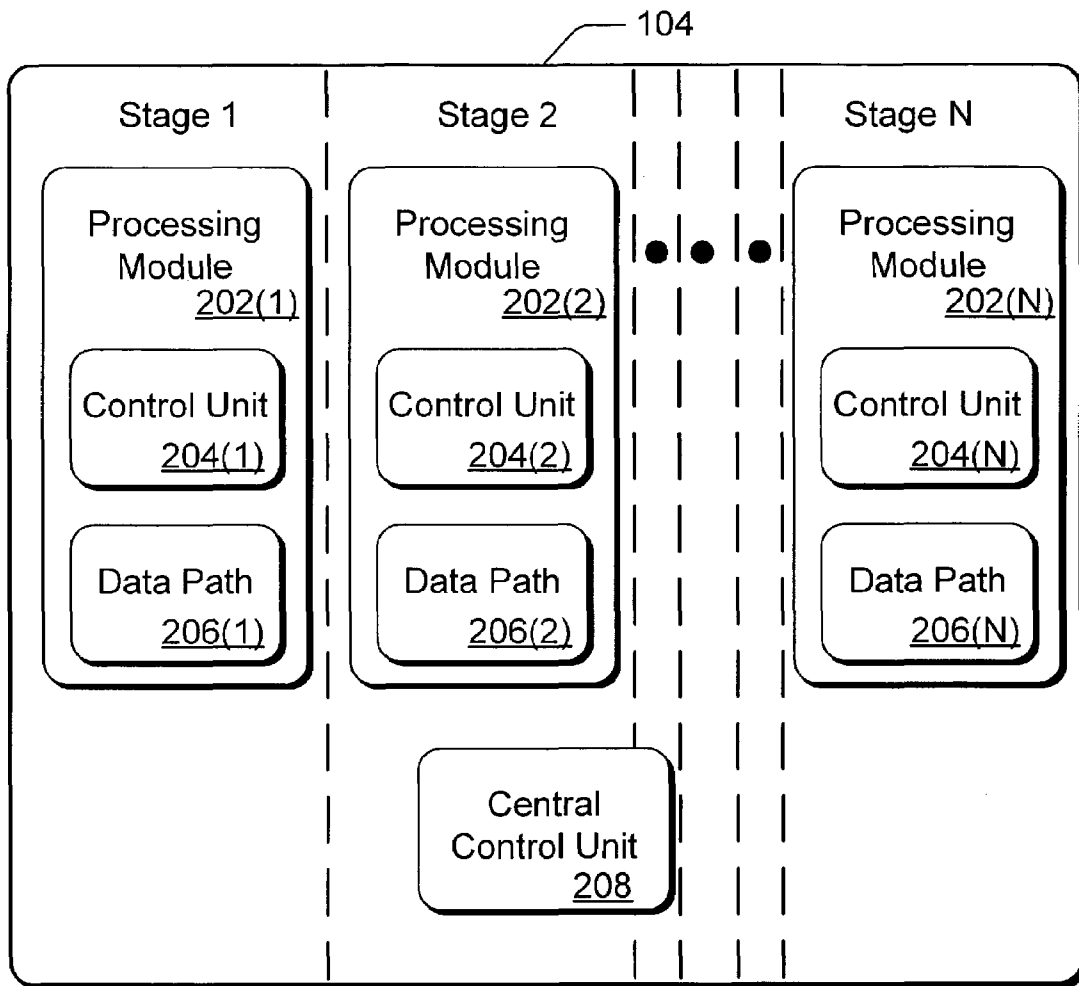 104
Stage 1
Processing
Module
202(1)
Control Unit
204(1)
Data Path
206(1)
Stage 2
Processing
Module
202(2)
Control Unit
204(2)
Data Path
206(2)
Stage N
Processing
Module
202(N)
Control Unit
204(N)
Data Path
206(N)
Central
Control Unit
208